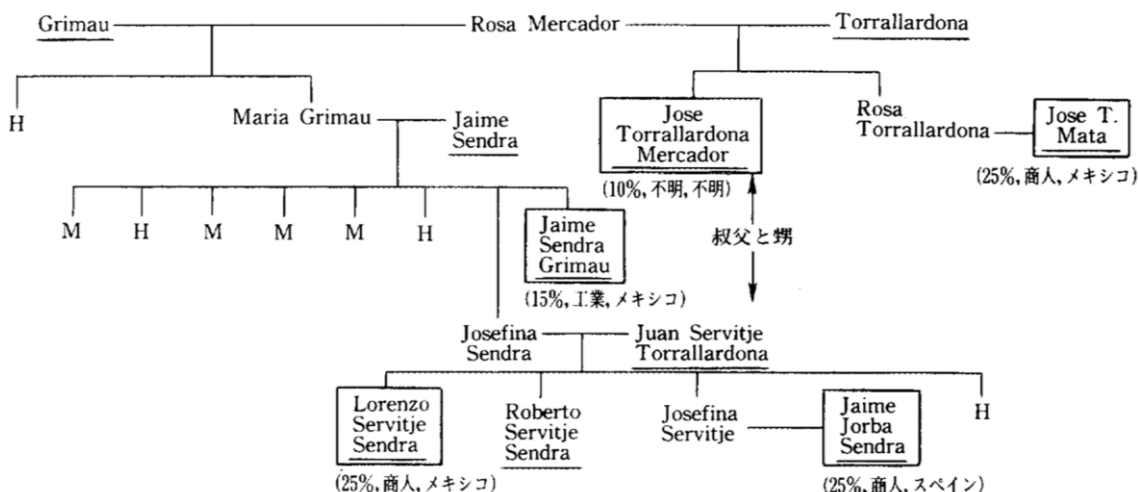 Grimau
Rosa Mercador
Torrallardona
H
Maria Grimau
Jaime
Sendra
Jose
Torrallardona
Mercador
(10%, 不明, 不明)
Rosa
Torrallardona
Jose T.
Mata
(25%, 商人, メキシコ)
M
H
M
M
M
H
Jaime
Sendra
Grimau
(15%, 工業, メキシコ)
叔父と甥
Josefina
Sendra
Juan Servitje
Torrallardona
Lorenzo
Servitje
Sendra
(25%, 商人, メキシコ)
Roberto
Servitje
Sendra
Josefina
Servitje
Jaime
Jorba
Sendra
(25%, 商人, スペイン)
H